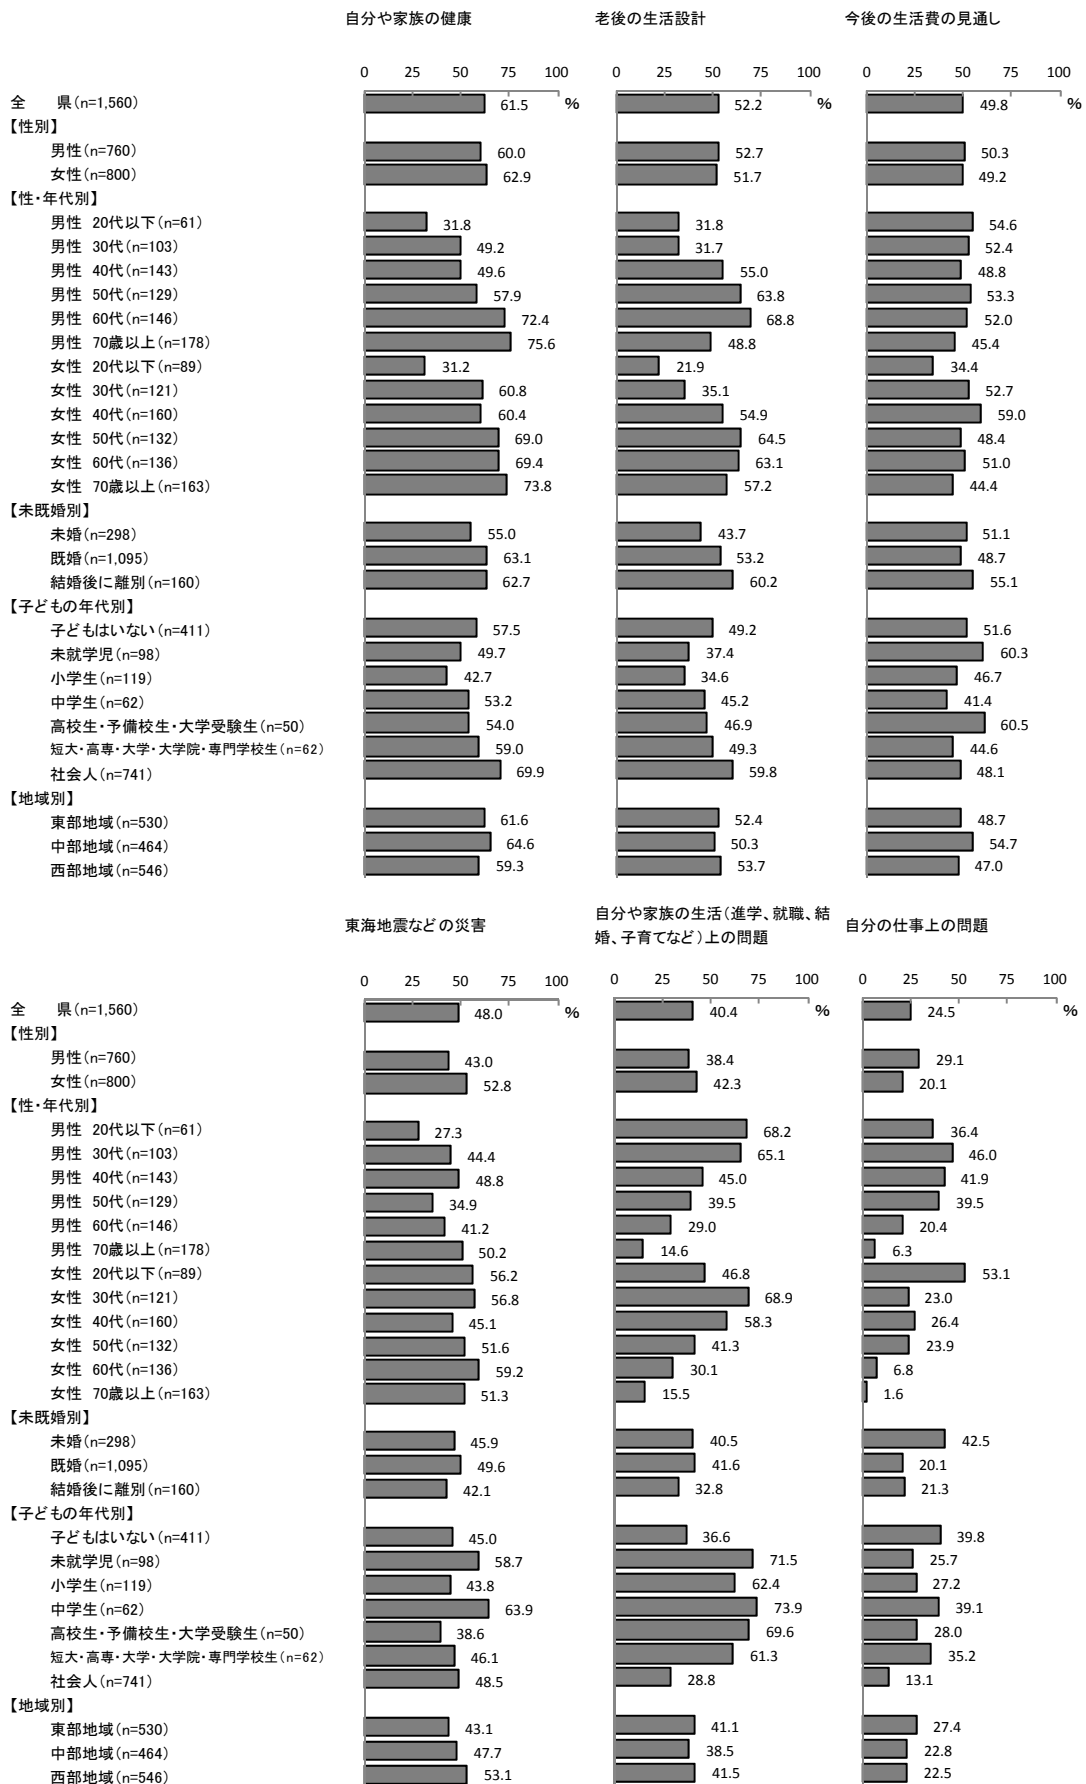 自分や家族の健康 老後の生活設計 今後の生活費の見通し
0 25 50 75 100 0 25 50 75 100 0 25 50 75 100
全　県(n=1,560) 61.5 % 52.2 % 49.8 %
【性別】
男性(n=760) 60.0 52.7 50.3
女性(n=800) 62.9 51.7 49.2
【性・年代別】
男性 20代以下(n=61) 31.8 31.8 54.6
男性 30代(n=103) 49.2 31.7 52.4
男性 40代(n=143) 49.6 55.0 48.8
男性 50代(n=129) 57.9 63.8 53.3
男性 60代(n=146) 72.4 68.8 52.0
男性 70歳以上(n=178) 75.6 48.8 45.4
女性 20代以下(n=89) 31.2 21.9 34.4
女性 30代(n=121) 60.8 35.1 52.7
女性 40代(n=160) 60.4 54.9 59.0
女性 50代(n=132) 69.0 64.5 48.4
女性 60代(n=136) 69.4 63.1 51.0
女性 70歳以上(n=163) 73.8 57.2 44.4
【未既婚別】
未婚(n=298) 55.0 43.7 51.1
既婚(n=1,095) 63.1 53.2 48.7
結婚後に離別(n=160) 62.7 60.2 55.1
【子どもの年代別】
子どもはいない(n=411) 57.5 49.2 51.6
未就学児(n=98) 49.7 37.4 60.3
小学生(n=119) 42.7 34.6 46.7
中学生(n=62) 53.2 45.2 41.4
高校生・予備校生・大学受験生(n=50) 54.0 46.9 60.5
短大・高専・大学・大学院・専門学校生(n=62) 59.0 49.3 44.6
社会人(n=741) 69.9 59.8 48.1
【地域別】
東部地域(n=530) 61.6 52.4 48.7
中部地域(n=464) 64.6 50.3 54.7
西部地域(n=546) 59.3 53.7 47.0
東海地震などの災害 自分や家族の生活(進学、就職、結 自分の仕事上の問題
婚、子育てなど)上の問題
0 25 50 75 100 0 25 50 75 100 0 25 50 75 100
全　県(n=1,560) 48.0 % 40.4 % 24.5 %
【性別】
男性(n=760) 43.0 38.4 29.1
女性(n=800) 52.8 42.3 20.1
【性・年代別】
男性 20代以下(n=61) 27.3 68.2 36.4
男性 30代(n=103) 44.4 65.1 46.0
男性 40代(n=143) 48.8 45.0 41.9
男性 50代(n=129) 34.9 39.5 39.5
男性 60代(n=146) 41.2 29.0 20.4
男性 70歳以上(n=178) 50.2 14.6 6.3
女性 20代以下(n=89) 56.2 46.8 53.1
女性 30代(n=121) 56.8 68.9 23.0
女性 40代(n=160) 45.1 58.3 26.4
女性 50代(n=132) 51.6 41.3 23.9
女性 60代(n=136) 59.2 30.1 6.8
女性 70歳以上(n=163) 51.3 15.5 1.6
【未既婚別】
未婚(n=298) 45.9 40.5 42.5
既婚(n=1,095) 49.6 41.6 20.1
結婚後に離別(n=160) 42.1 32.8 21.3
【子どもの年代別】
子どもはいない(n=411) 45.0 36.6 39.8
未就学児(n=98) 58.7 71.5 25.7
小学生(n=119) 43.8 62.4 27.2
中学生(n=62) 63.9 73.9 39.1
高校生・予備校生・大学受験生(n=50) 38.6 69.6 28.0
短大・高専・大学・大学院・専門学校生(n=62) 46.1 61.3 35.2
社会人(n=741) 48.5 28.8 13.1
【地域別】
東部地域(n=530) 43.1 41.1 27.4
中部地域(n=464) 47.7 38.5 22.8
西部地域(n=546) 53.1 41.5 22.5